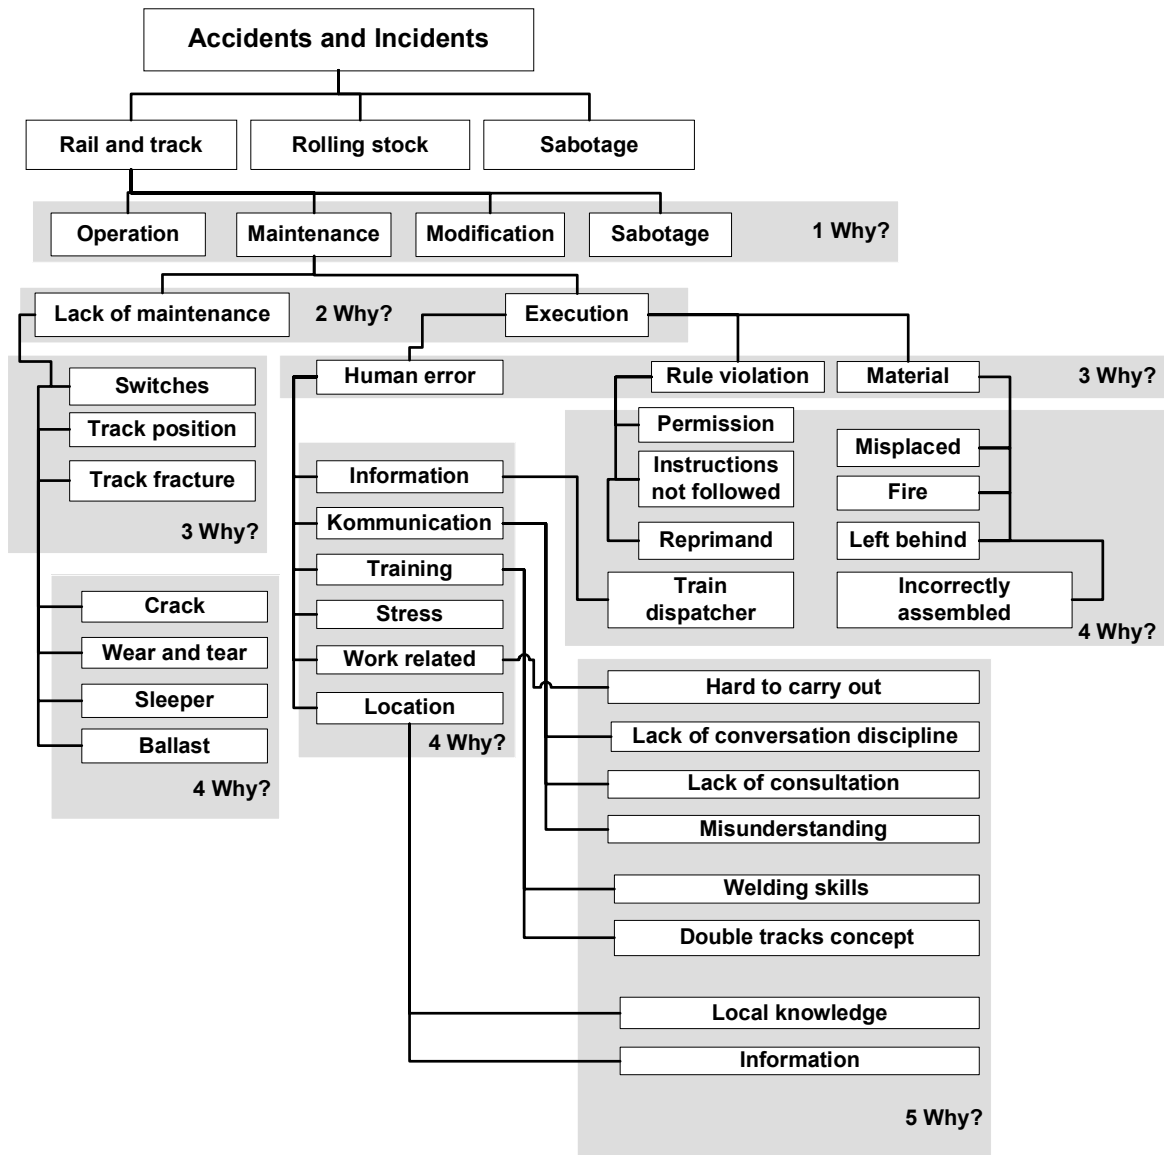 Accidents and Incidents
Rail and track
Rolling stock
Sabotage
Operation
Maintenance
Modification
Sabotage
1 Why?
Lack of maintenance
2 Why?
Execution
Switches
Track position
Track fracture
3 Why?
Human error
Rule violation
Material
3 Why?
Crack
Wear and tear
Sleeper
Ballast
4 Why?
Information
Kommunication
Training
Stress
Work related
Location
4 Why?
Permission
Instructions
not followed
Reprimand
Train
dispatcher
Misplaced
Fire
Left behind
Incorrectly
assembled
4 Why?
Hard to carry out
Lack of conversation discipline
Lack of consultation
Misunderstanding
Welding skills
Double tracks concept
Local knowledge
Information
5 Why?